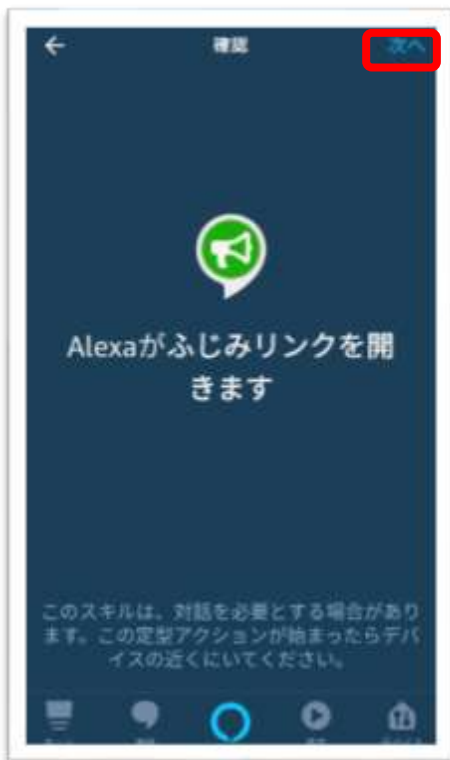 確認
次へ
Alexaがふじみリンクを開
きます
このスキルは、対話を必要とする場合があり
ます。この定型アクションが始まったらデバ
イスの近くにいてください。